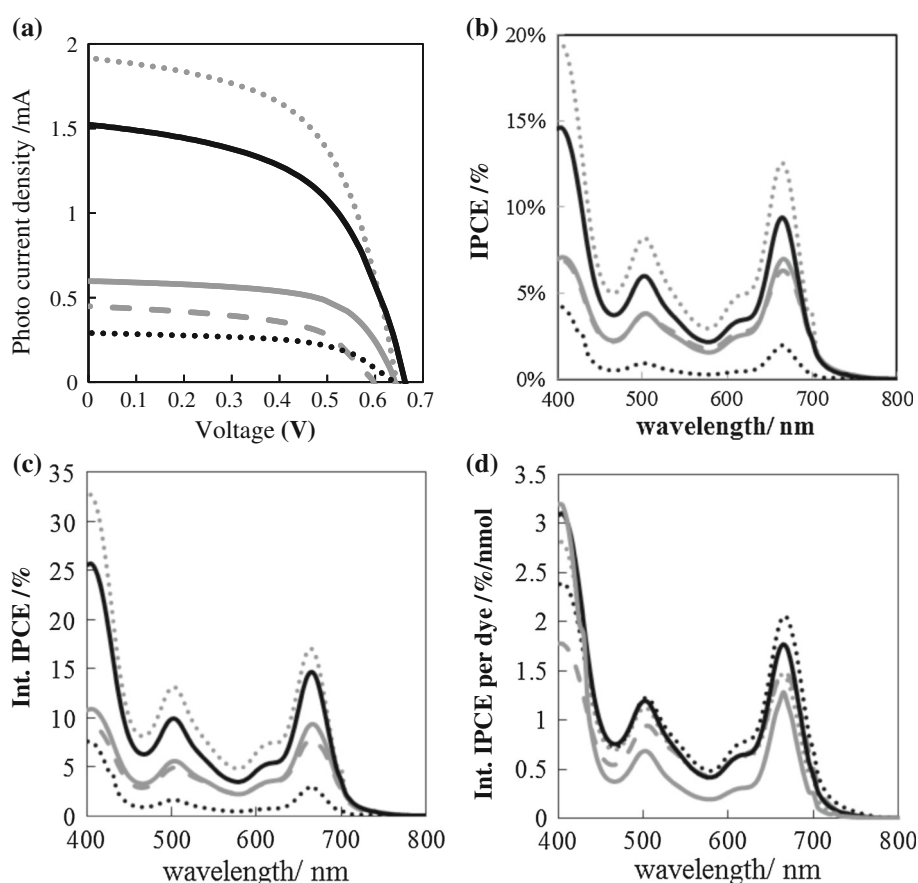 (a)
2
1.5
1
0.5
0
0 0.1 0.2 0.3 0.4 0.5 0.6 0.7
Photo current density /mA
Voltage (V)
(b)
20%
15%
10%
5%
0%
400 500 600 700 800
IPCE /%
wavelength/ nm
(c)
35
30
25
20
15
10
5
0
400 500 600 700 800
Int. IPCE /%
wavelength/ nm
(d)
3.5
3
2.5
2
1.5
1
0.5
0
400 500 600 700 800
Int. IPCE per dye /%/nmol
wavelength/ nm